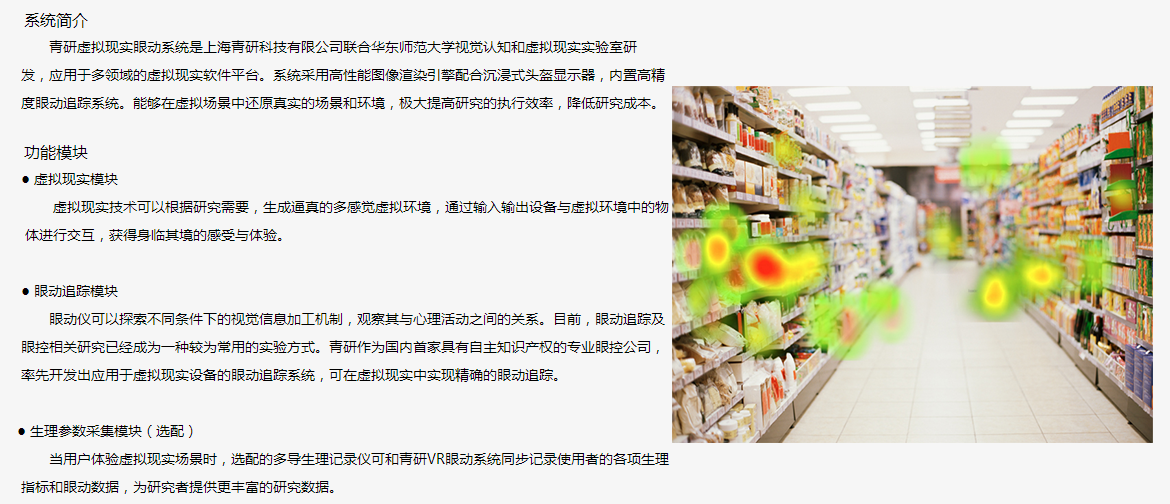 系统简介
青研虚拟现实眼动系统是上海青研科技有限公司联合华东师范大学视觉认知和虚拟现实实验室研
发，应用于多领域的虚拟现实软件平台。系统采用高性能图像渲染引擎配合沉浸式头盔显示器，内置高精
度眼动追踪系统。能够在虚拟场景中还原真实的场景和环境，极大提高研究的执行效率，降低研究成本。
功能模块
● 虚拟现实模块
虚拟现实技术可以根据研究需要，生成逼真的多感觉虚拟环境，通过输入输出设备与虚拟环境中的物
体进行交互，获得身临其境的感受与体验。
● 眼动追踪模块
眼动仪可以探索不同条件下的视觉信息加工机制，观察其与心理活动之间的关系。目前，眼动追踪及
眼控相关研究已经成为一种较为常用的实验方式。青研作为国内首家具有自主知识产权的专业眼控公司，
率先开发出应用于虚拟现实设备的眼动追踪系统，可在虚拟现实中实现精确的眼动追踪。
● 生理参数采集模块（选配）
当用户体验虚拟现实场景时，选配的多导生理记录仪可和青研VR眼动系统同步记录使用者的各项生理
指标和眼动数据，为研究者提供更丰富的研究数据。